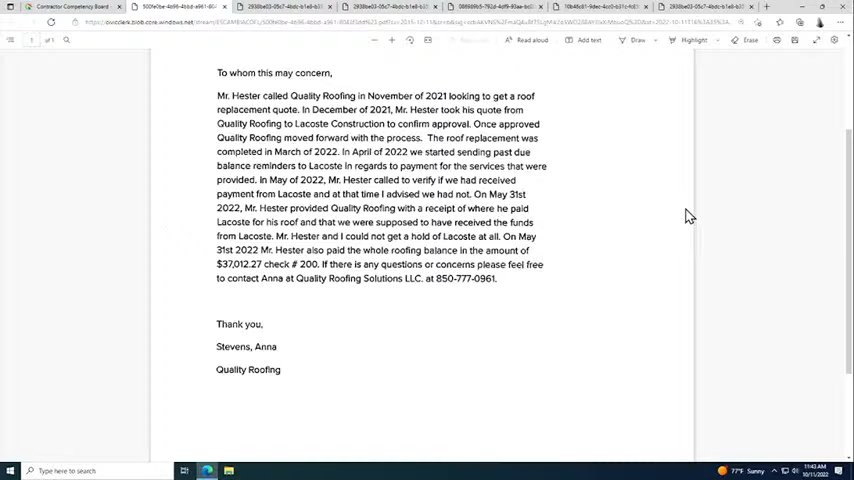 Contractor Competency Board
1 of 1
Read aloud
Add text
Draw
Highlight
Erase
To whom this may concern,
Mr. Hester called Quality Roofing in November of 2021 looking to get a roof
replacement quote. In December of 2021, Mr. Hester took his quote from
Quality Roofing to Lacoste Construction to confirm approval. Once approved
Quality Roofing moved forward with the process. The roof replacement was
completed in March of 2022. In April of 2022 we started sending past due
balance reminders to Lacoste in regards to payment for the services that were
provided. In May of 2022, Mr. Hester called to verify if we had received
payment from Lacoste and at that time I advised we had not. On May 31st
2022, Mr. Hester provided Quality Roofing with a receipt of where he paid
Lacoste for his roof and that we were supposed to have received the funds
from Lacoste. Mr. Hester and I could not get a hold of Lacoste at all. On May
31st 2022 Mr. Hester also paid the whole roofing balance in the amount of
$37,012.27 check # 200. If there is any questions or concerns please feel free
to contact Anna at Quality Roofing Solutions LLC. at 850-777-0961.
Thank you,
Stevens, Anna
Quality Roofing
Type here to search
77°F Sunny
11:43 AM
10/11/2022